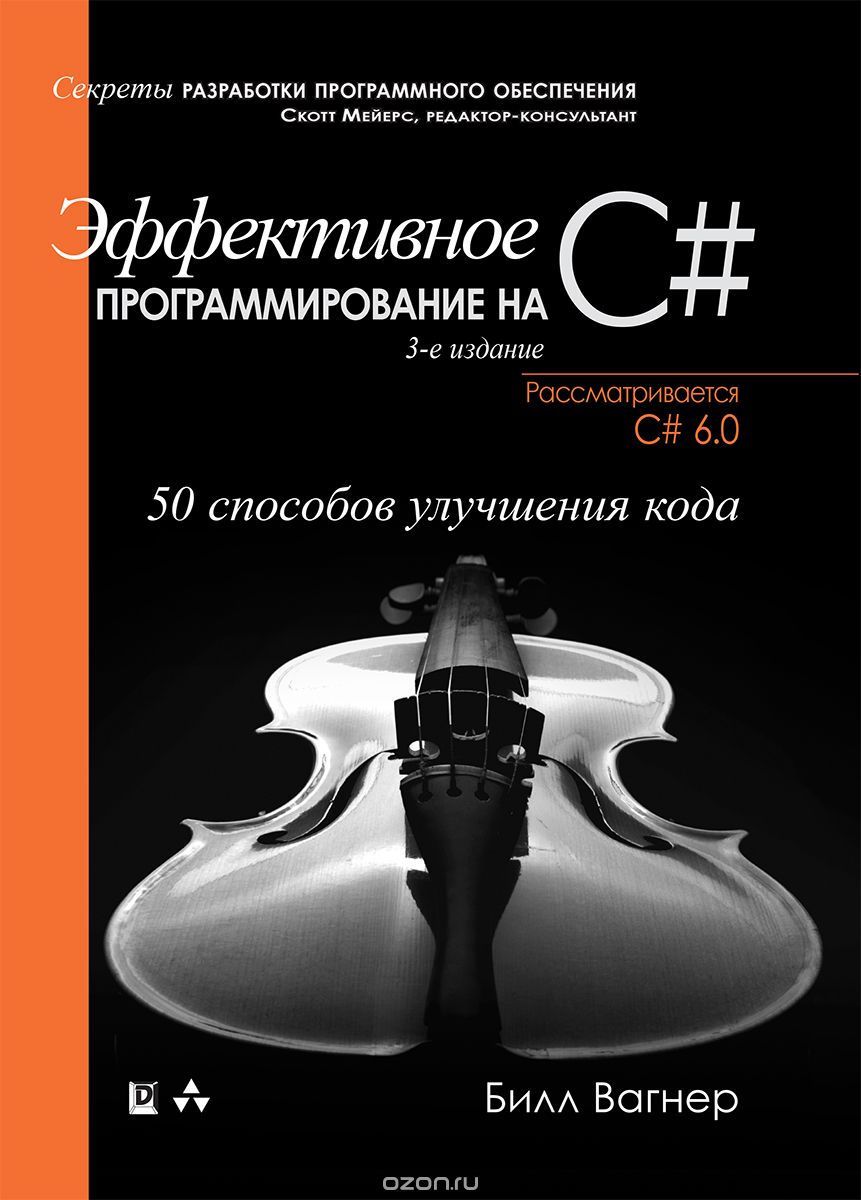 Секреты РАЗРАБОТКИ ПРОГРАММНОГО ОБЕСПЕЧЕНИЯ
СКОТТ МЕЙЕРС, РЕДАКТОР-КОНСУЛЬТАНТ
Эффективное
ПРОГРАММИРОВАНИЕ НА C#
3-е издание
Рассматривается
C# 6.0
50 способов улучшения кода
D
Билл Вагнер
ozon.ru